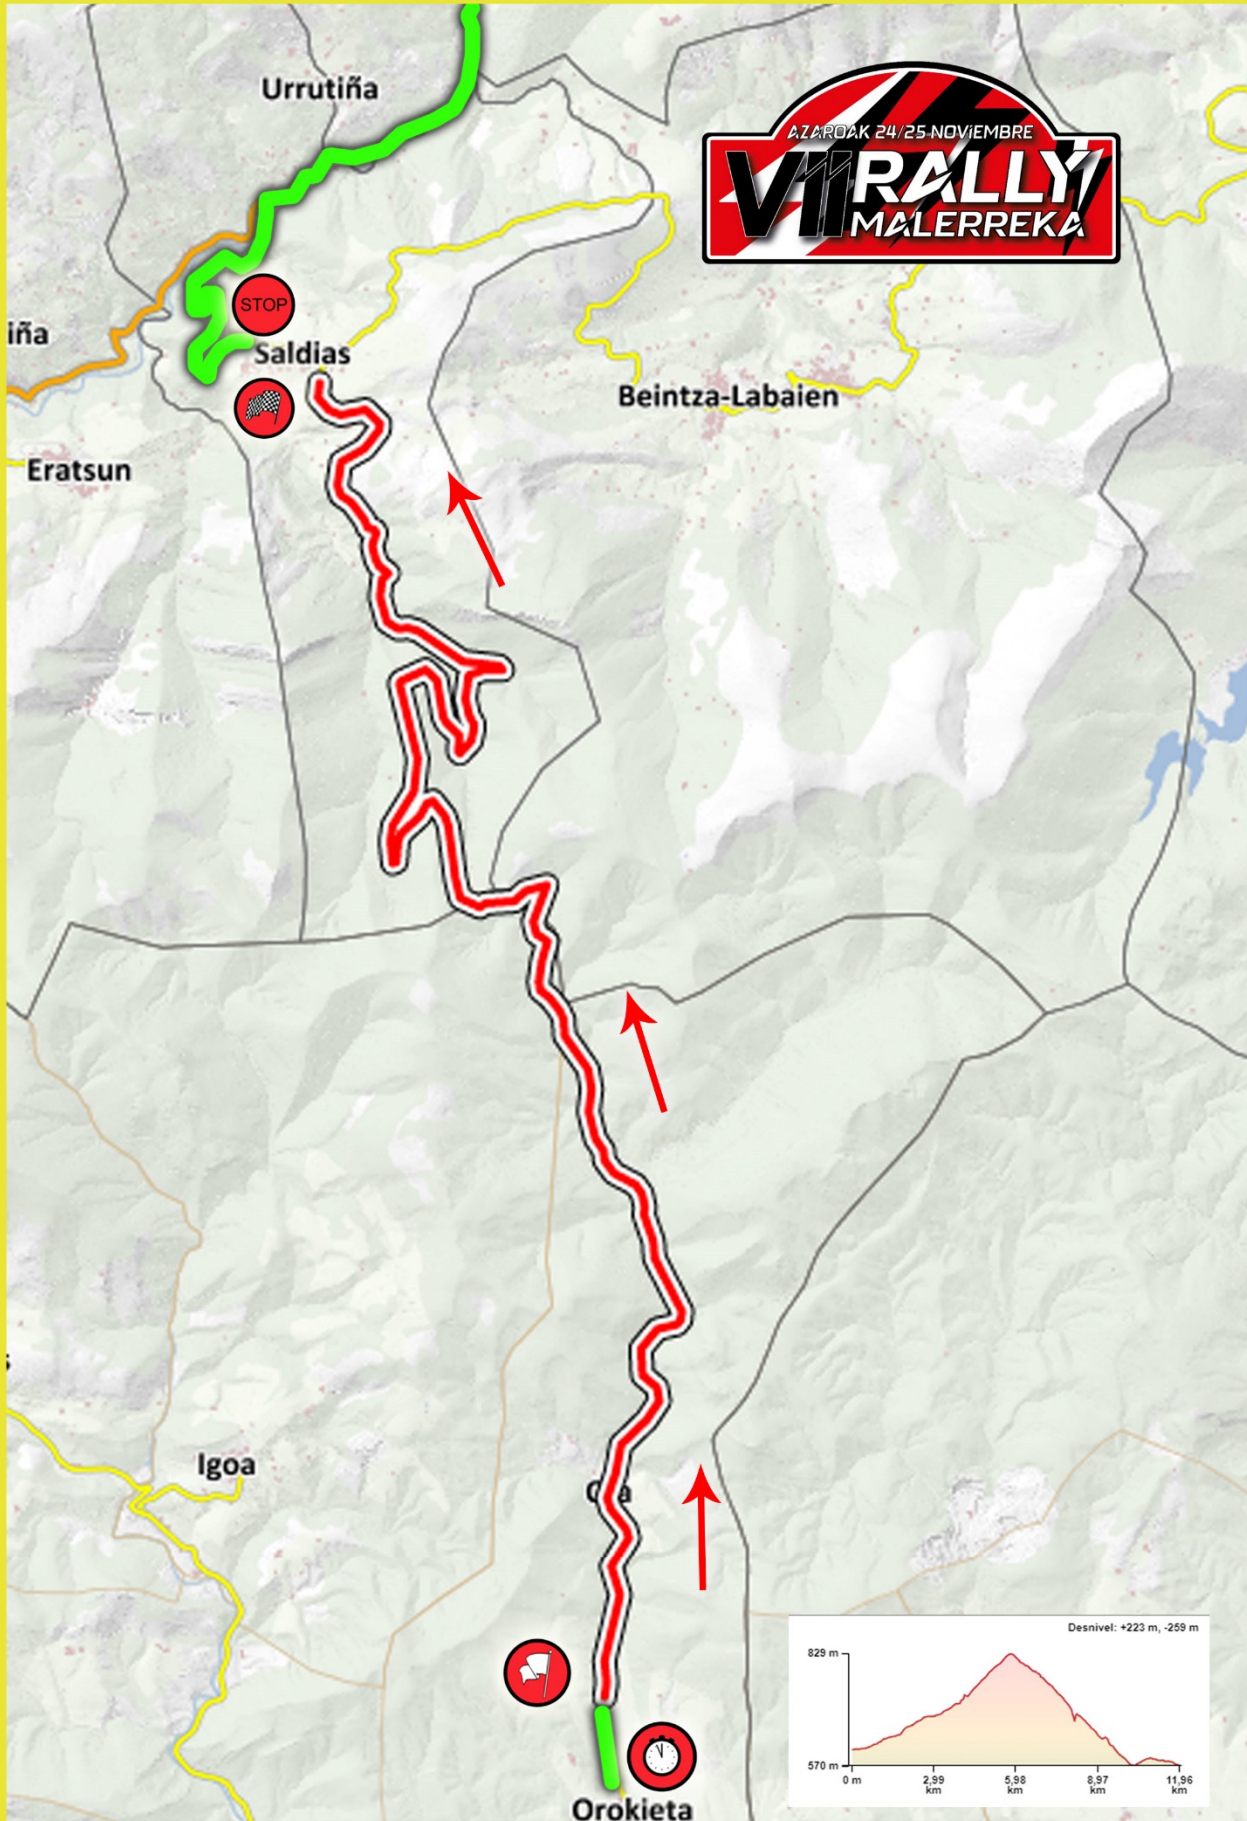 Urrutiña
AZAROAK 24/25 NOVIEMBRE
VII RALLY
MALERREKA
STOP
iña
Saldias
Beintza-Labaien
Eratsun
Igoa
Orokieta
Desnivel: +223 m, -259 m
829 m
570 m
0 m
2,99 km
5,98 km
8,97 km
11,96 km